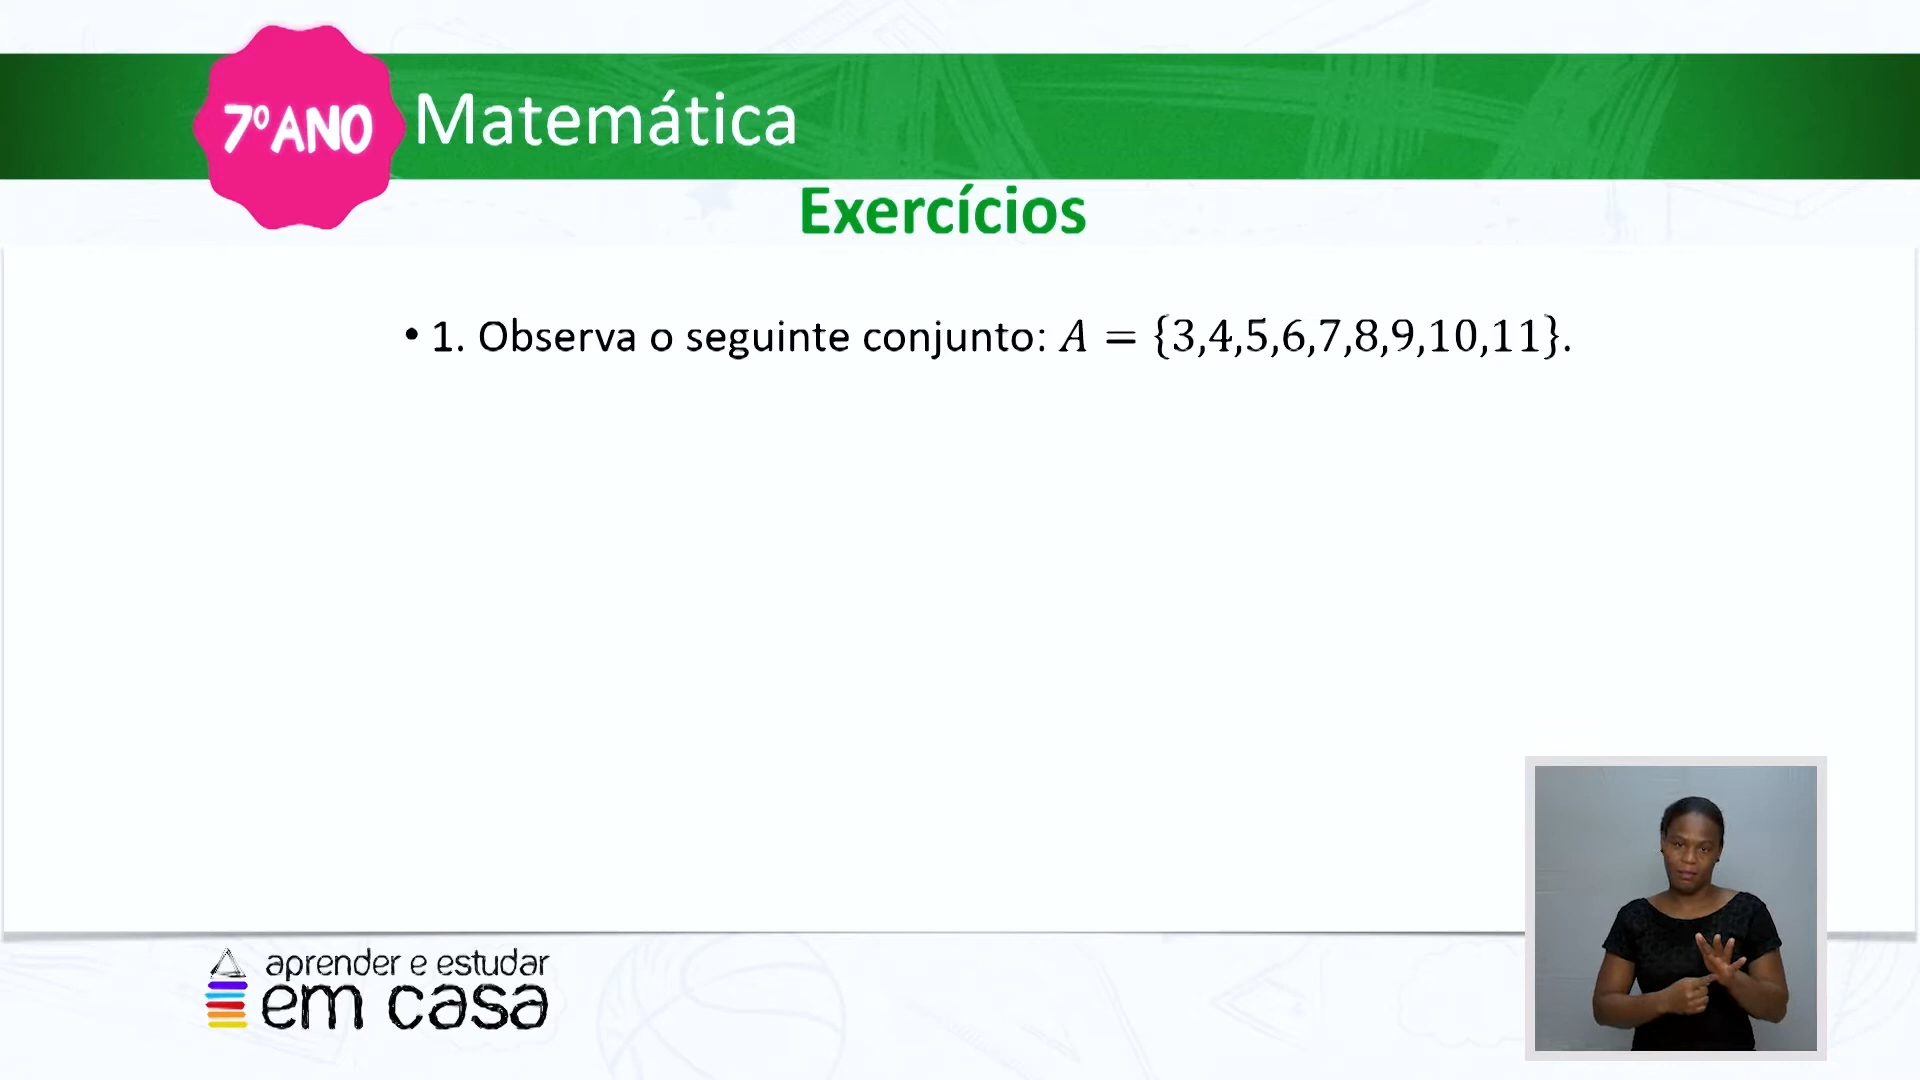 7ºANO
Matemática
Exercícios
• 1. Observa o seguinte conjunto: A = {3,4,5,6,7,8,9,10,11}.
aprender e estudar
em casa